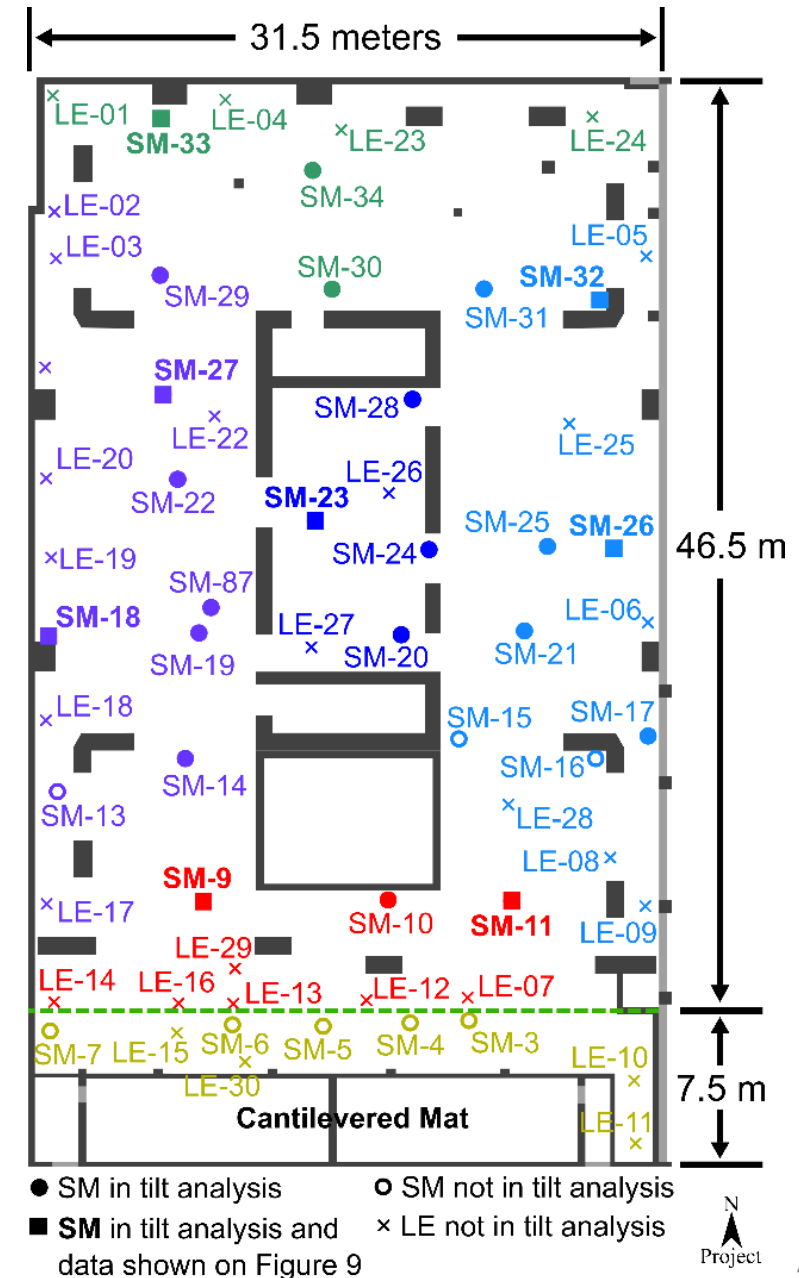 31.5 meters
LE-01
LE-04
SM-33
LE-23
LE-24
SM-34
LE-02
LE-03
LE-05
SM-30
SM-32
SM-29
SM-31
SM-27
SM-28
LE-22
LE-25
LE-20
LE-26
SM-22
SM-23
SM-25
SM-26
46.5 m
SM-24
LE-19
SM-87
LE-06
SM-18
LE-27
SM-19
SM-20
SM-21
LE-18
SM-15
SM-17
SM-14
SM-16
SM-13
LE-28
LE-08
SM-9
LE-17
SM-10
SM-11
LE-09
LE-29
LE-14
LE-16
LE-13
LE-12
LE-07
SM-7
LE-15
SM-6
SM-5
SM-4
SM-3
LE-10
LE-30
7.5 m
Cantilevered Mat
LE-11
SM in tilt analysis
SM not in tilt analysis
SM in tilt analysis and
data shown on Figure 9
LE not in tilt analysis
N
Project